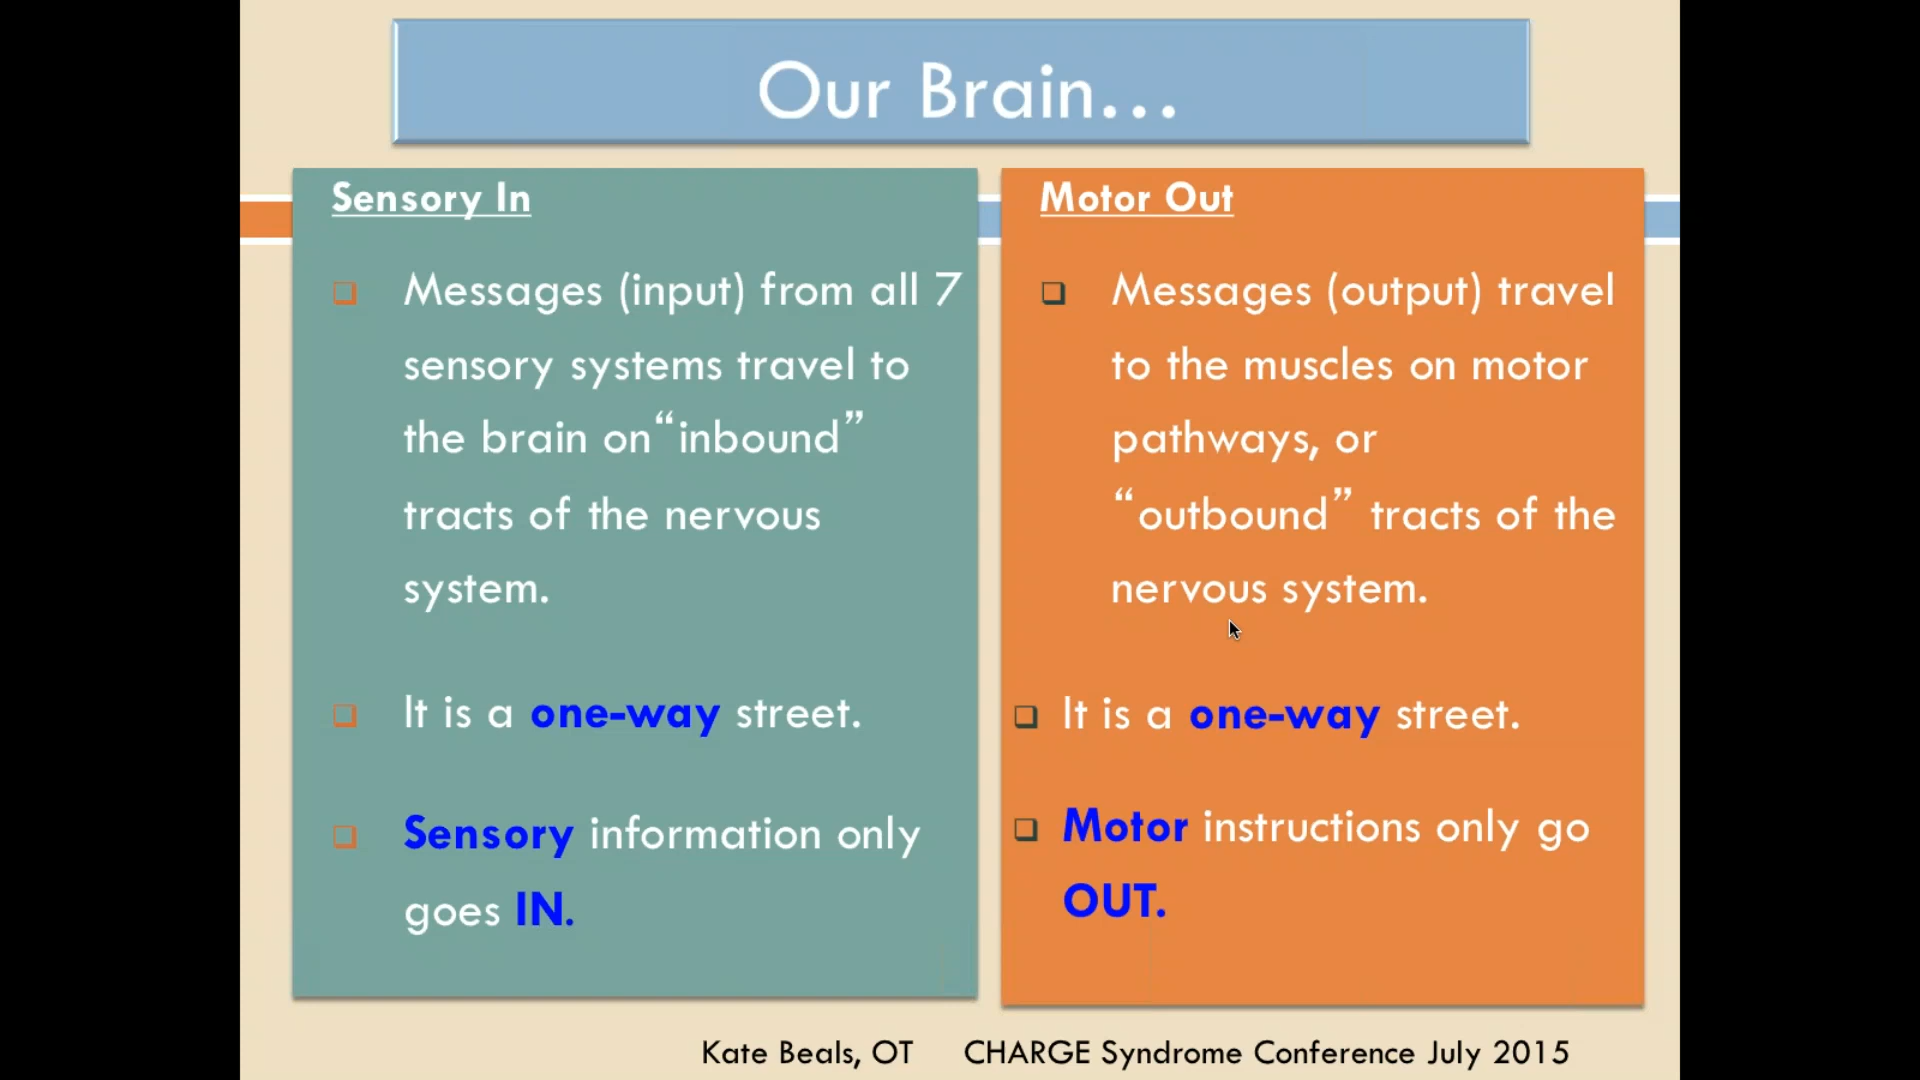 Our Brain...
Sensory In
Messages (input) from all 7
sensory systems travel to
the brain on“inbound”
tracts of the nervous
system.
It is a one-way street.
Sensory information only
goes IN.
Motor Out
Messages (output) travel
to the muscles on motor
pathways, or
“outbound” tracts of the
nervous system.
It is a one-way street.
Motor instructions only go
OUT.
Kate Beals, OT CHARGE Syndrome Conference July 2015